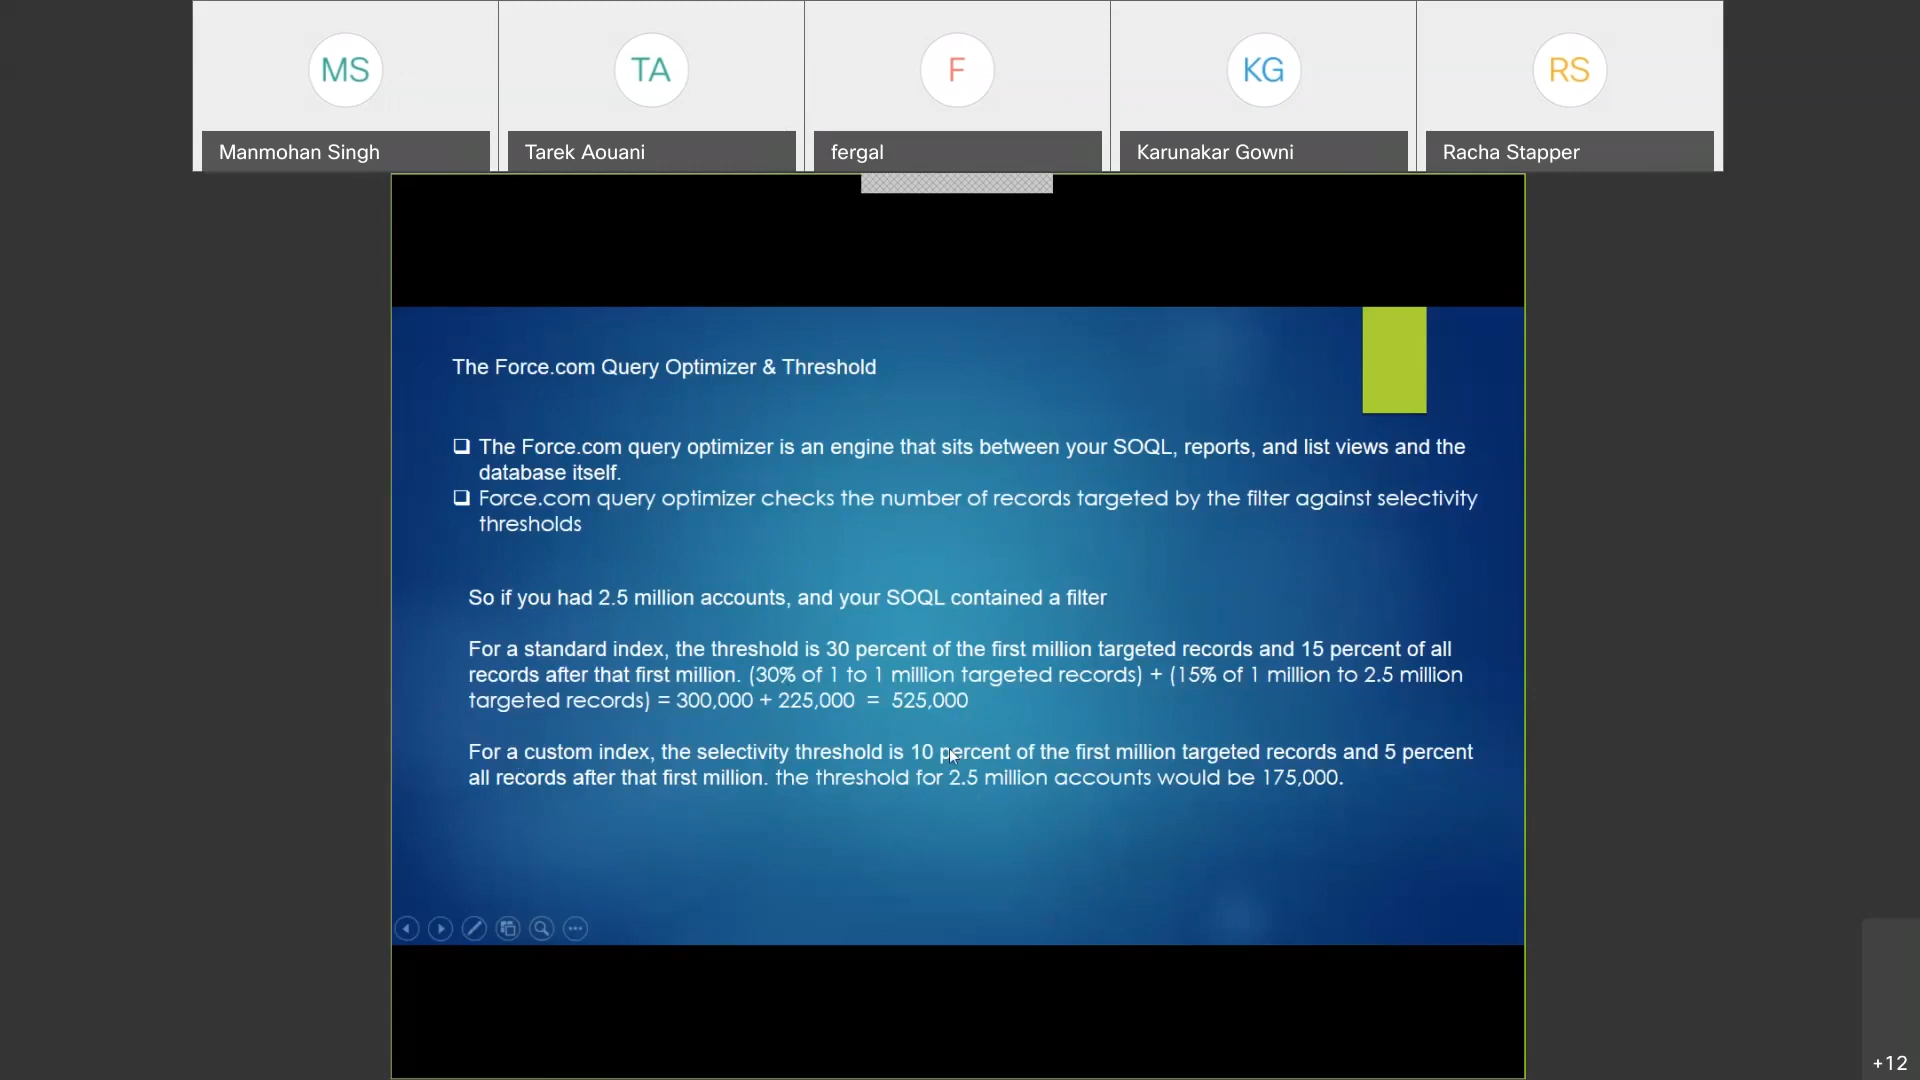 MS
TA
F
KG
RS
Manmohan Singh
Tarek Aouani
fergal
Karunakar Gowni
Racha Stapper
The Force.com Query Optimizer & Threshold
❑ The Force.com query optimizer is an engine that sits between your SOQL, reports, and list views and the
database itself.
❑ Force.com query optimizer checks the number of records targeted by the filter against selectivity
thresholds
So if you had 2.5 million accounts, and your SOQL contained a filter
For a standard index, the threshold is 30 percent of the first million targeted records and 15 percent of all
records after that first million. (30% of 1 to 1 million targeted records) + (15% of 1 million to 2.5 million
targeted records) = 300,000 + 225,000 = 525,000
For a custom index, the selectivity threshold is 10 percent of the first million targeted records and 5 percent
all records after that first million. the threshold for 2.5 million accounts would be 175,000.
+12